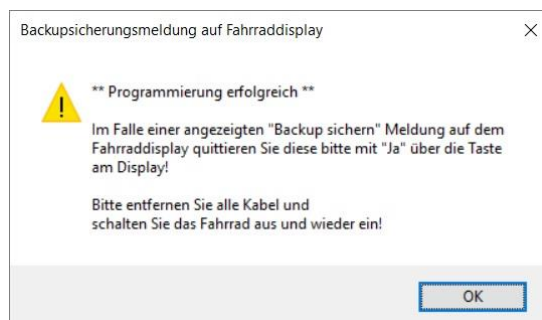 Backupsicherungsmeldung auf Fahrraddisplay
** Programmierung erfolgreich **
Im Falle einer angezeigten "Backup sichern" Meldung auf dem
Fahrraddisplay quittieren Sie diese bitte mit "Ja" über die Taste
am Display!
Bitte entfernen Sie alle Kabel und
schalten Sie das Fahrrad aus und wieder ein!
OK